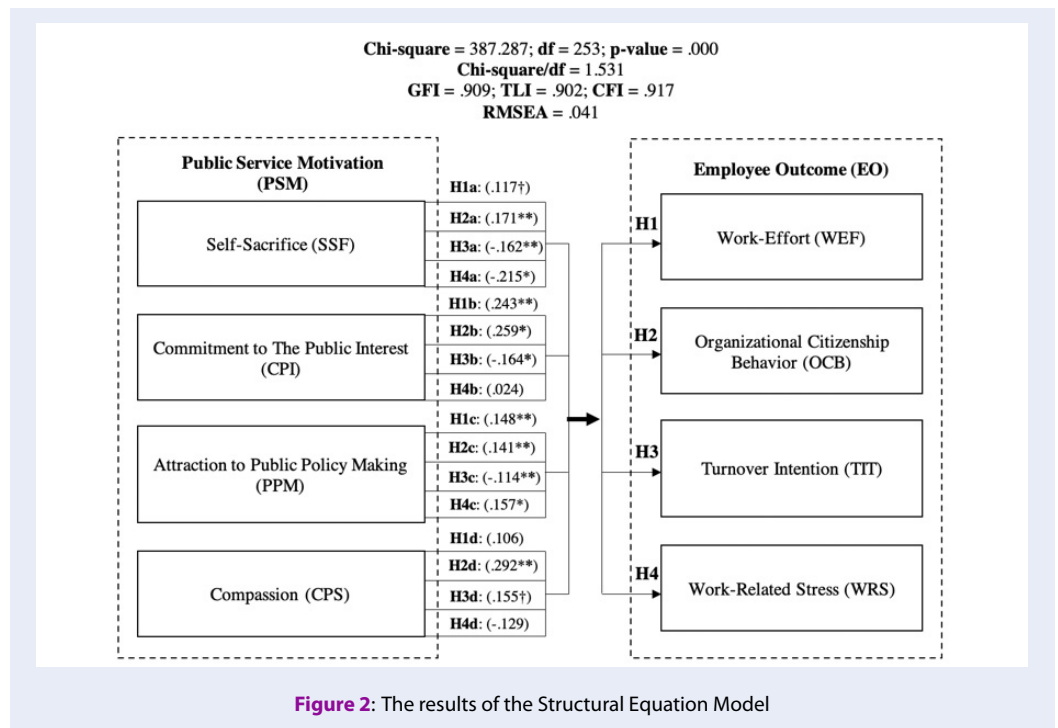 Chi-square = 387.287; df = 253; p-value = .000
Chi-square/df = 1.531
GFI = .909; TLI = .902; CFI = .917
RMSEA = .041
Public Service Motivation
(PSM)
Self-Sacrifice (SSF)
Commitment to The Public Interest
(CPI)
Attraction to Public Policy Making
(PPM)
Compassion (CPS)
H1a: (.117†)
H2a: (.171**)
H3a: (-.162**)
H4a: (-.215*)
H1b: (.243**)
H2b: (.259*)
H3b: (-.164*)
H4b: (.024)
H1c: (.148**)
H2c: (.141**)
H3c: (-.114**)
H4c: (.157*)
H1d: (.106)
H2d: (.292**)
H3d: (.155†)
H4d: (-.129)
Employee Outcome (EO)
H1
Work-Effort (WEF)
H2
Organizational Citizenship
Behavior (OCB)
H3
Turnover Intention (TIT)
H4
Work-Related Stress (WRS)
Figure 2: The results of the Structural Equation Model